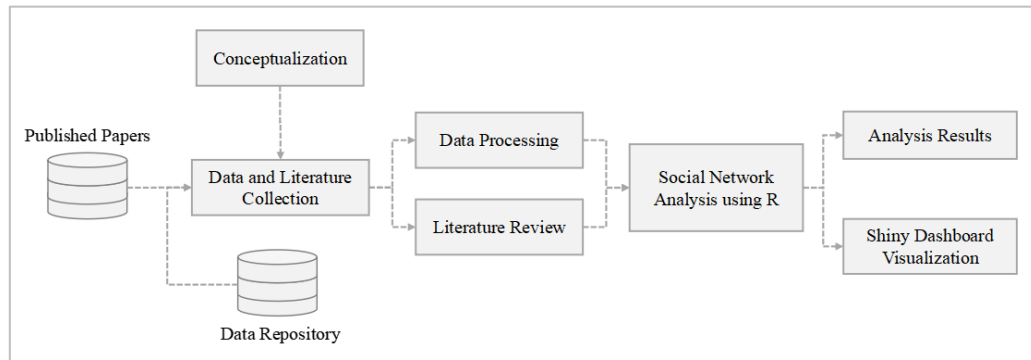 Conceptualization
Published Papers
Data and Literature
Collection
Data Repository
Data Processing
Literature Review
Social Network
Analysis using R
Analysis Results
Shiny Dashboard
Visualization